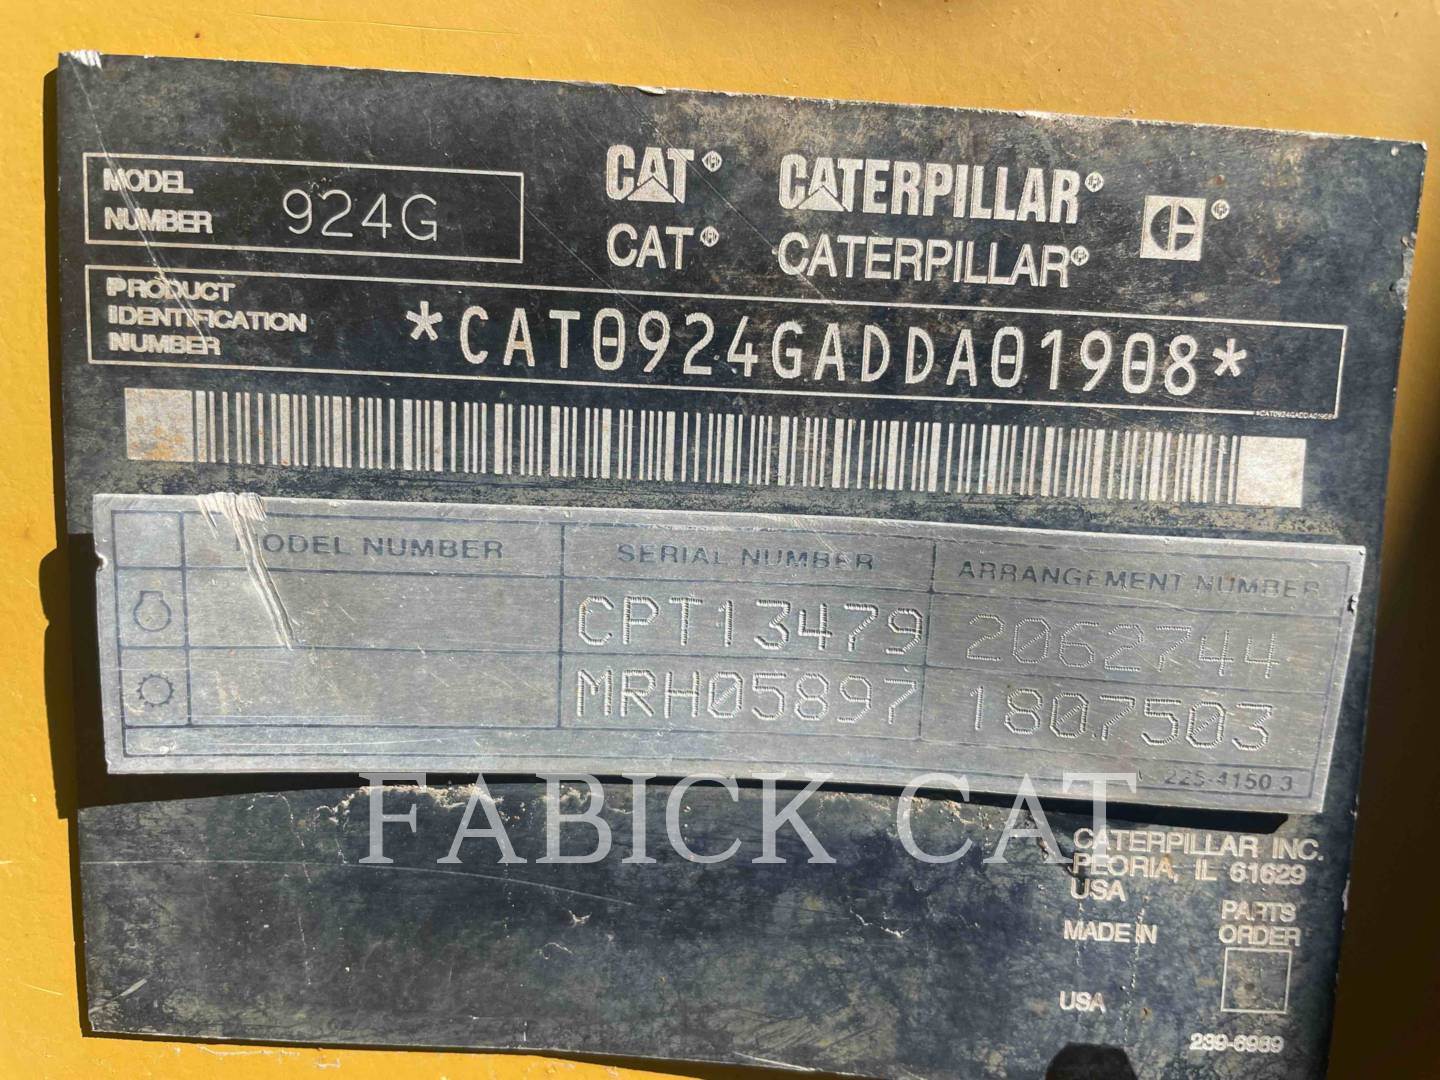 MODEL NUMBER 924G
CAT® CATERPILLAR®
CAT® CATERPILLAR®
PRODUCT IDENTIFICATION NUMBER *CAT0924GADDA01908*
*CAT0924GADDA01908*
MODEL NUMBER SERIAL NUMBER ARRANGEMENT NUMBER
CPT13479 2062744
MRH05897 1807503
225-4150 3
FABICK CAT
CATERPILLAR INC.
PEORIA, IL 61629
USA
MADE IN
USA
PARTS
ORDER
239-6989